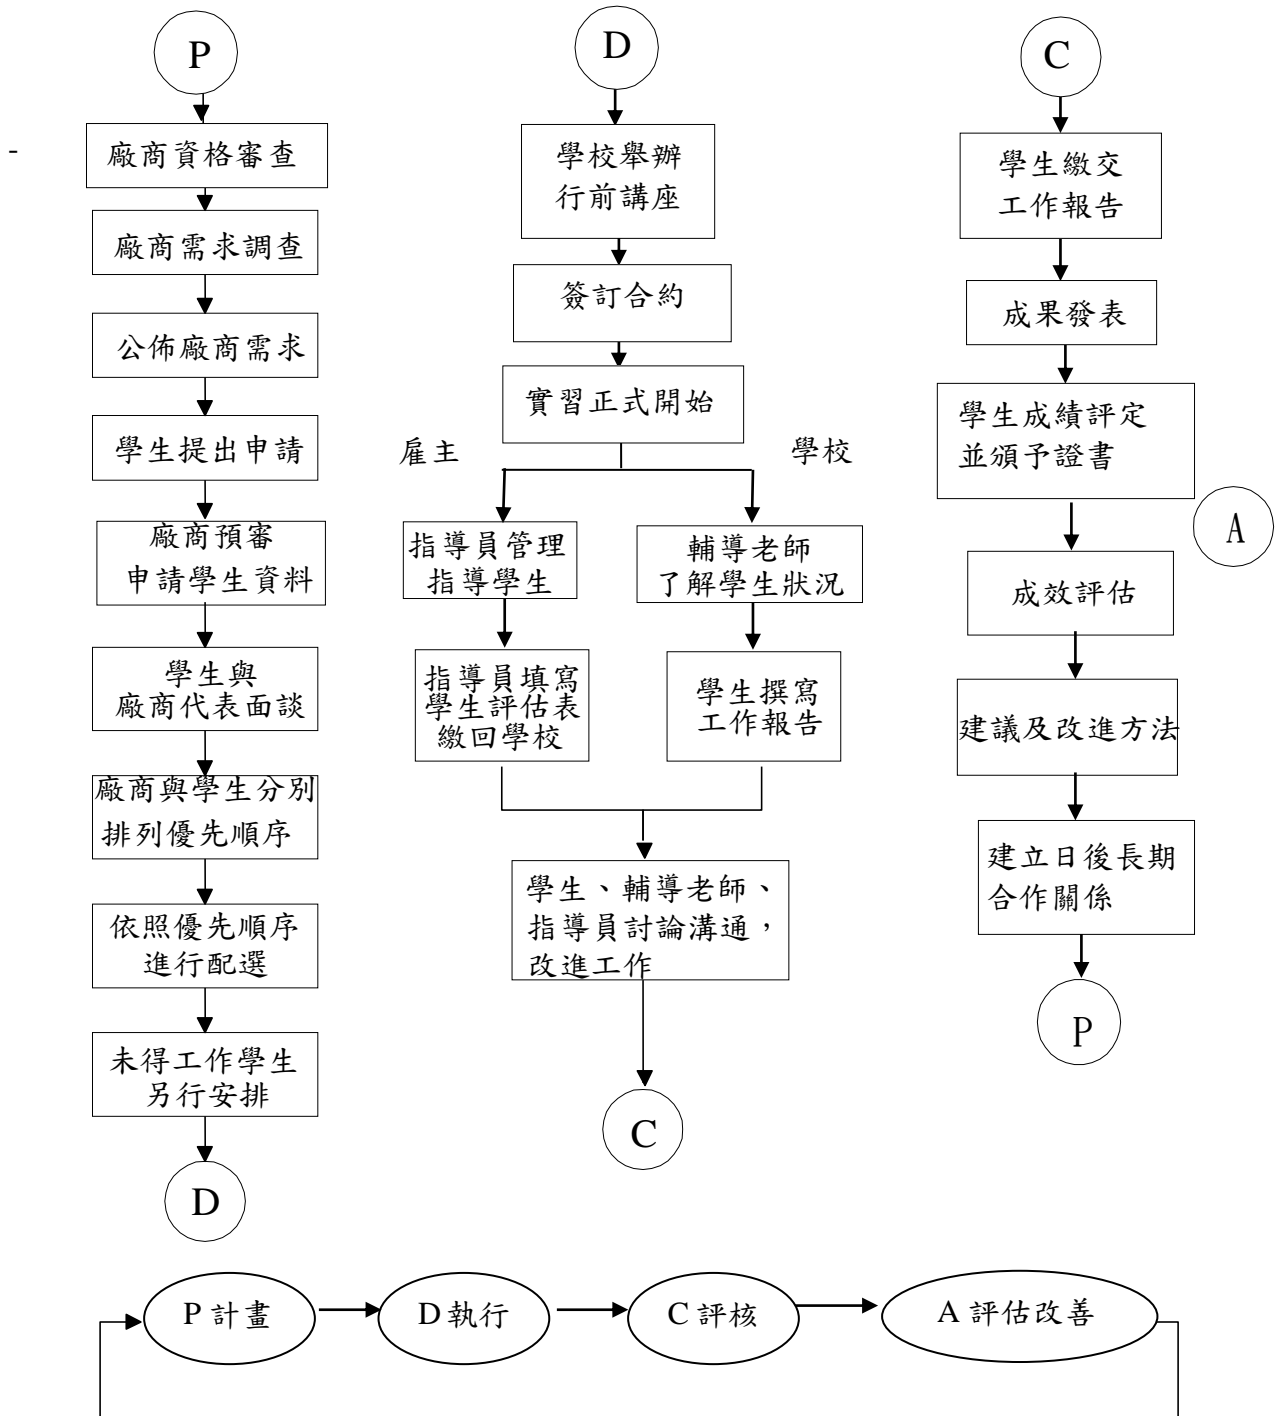 P
廠商資格審查
-
廠商需求調查
公佈廠商需求
學生提出申請
廠商預審
申請學生資料
學生與
廠商代表面談
廠商與學生分別
排列優先順序
依照優先順序
進行配選
未得工作學生
另行安排
D
D
學校舉辦
行前講座
簽訂合約
實習正式開始
雇主
學校
指導員管理
指導學生
輔導老師
了解學生狀況
指導員填寫
學生評估表
繳回學校
學生撰寫
工作報告
學生、輔導老師、
指導員討論溝通，
改進工作
C
C
學生繳交
工作報告
成果發表
學生成績評定
並頒予證書
A
成效評估
建議及改進方法
建立日後長期
合作關係
P
P 計畫
D 執行
C 評核
A 評估改善